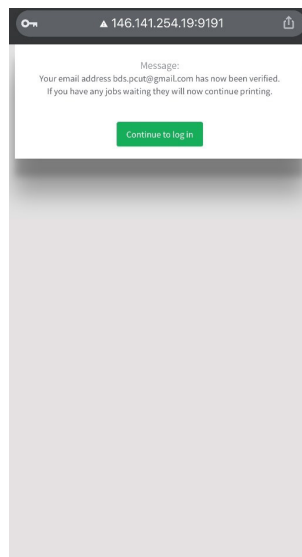 146.141.254.19:9191
Message:
Your email address bds.pcut@gmail.com has now been verified.
If you have any jobs waiting they will now continue printing.
Continue to log in